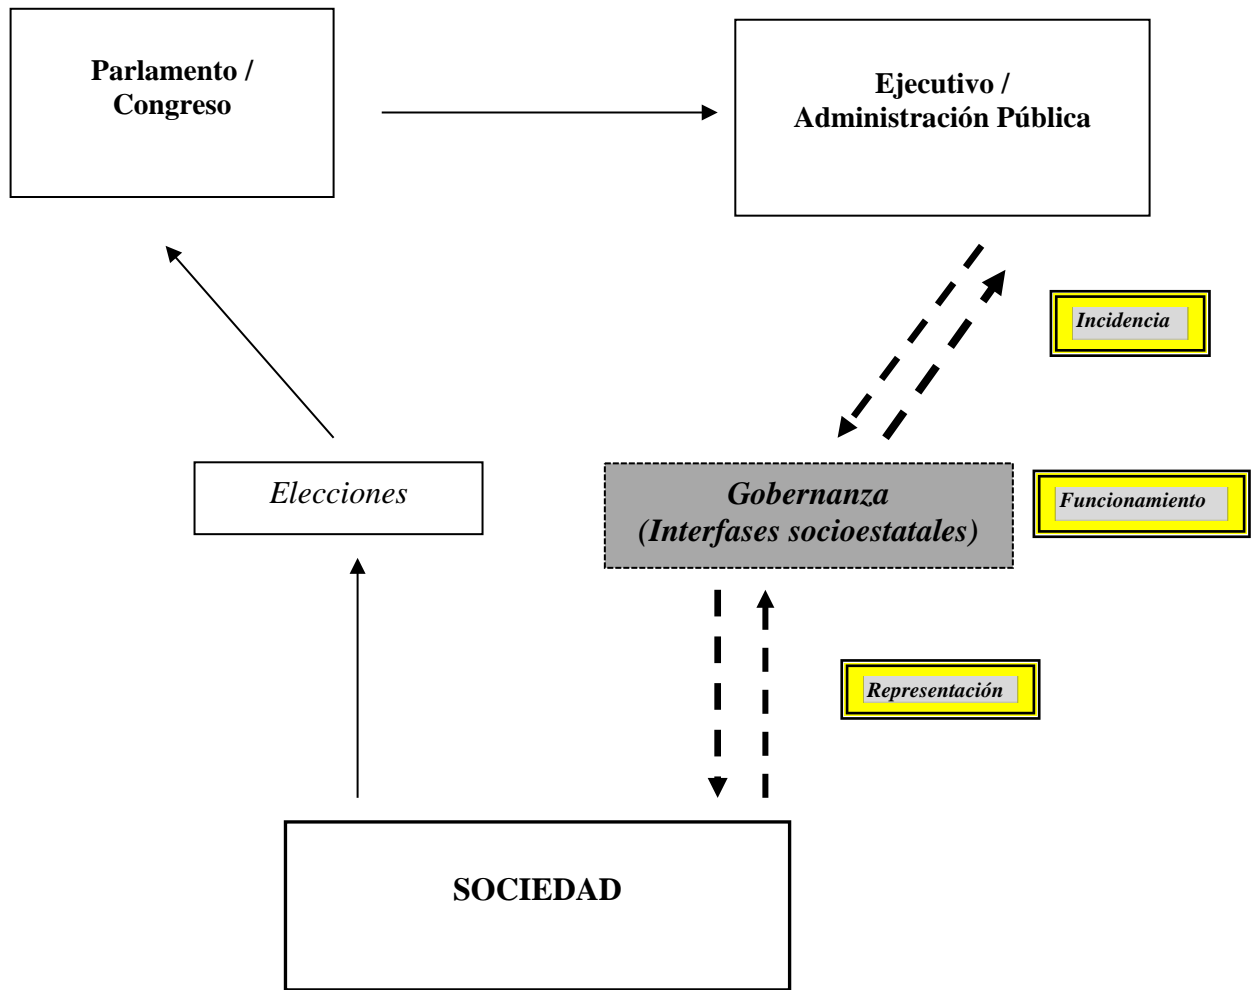 Parlamento /
Congreso
Ejecutivo /
Administración Pública
Incidencia
Elecciones
Gobernanza
(Interfases socioestatales)
Funcionamiento
Representación
SOCIEDAD